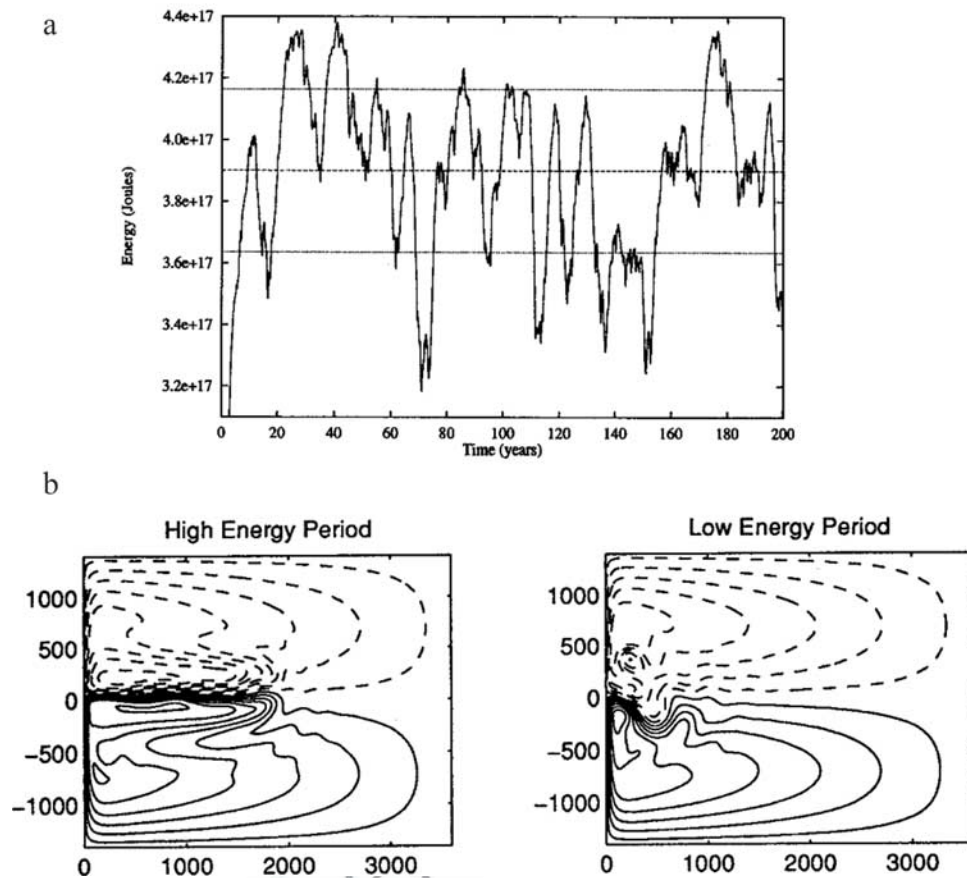 a
4.4e+17
4.2e+17
4.0e+17
3.8e+17
3.6e+17
3.4e+17
3.2e+17
Energy (Joules)
0 20 40 60 80 100 120 140 160 180 200
Time (years)
b
High Energy Period
1000
500
0
−500
−1000
0 1000 2000 3000
Low Energy Period
1000
500
0
−500
−1000
0 1000 2000 3000